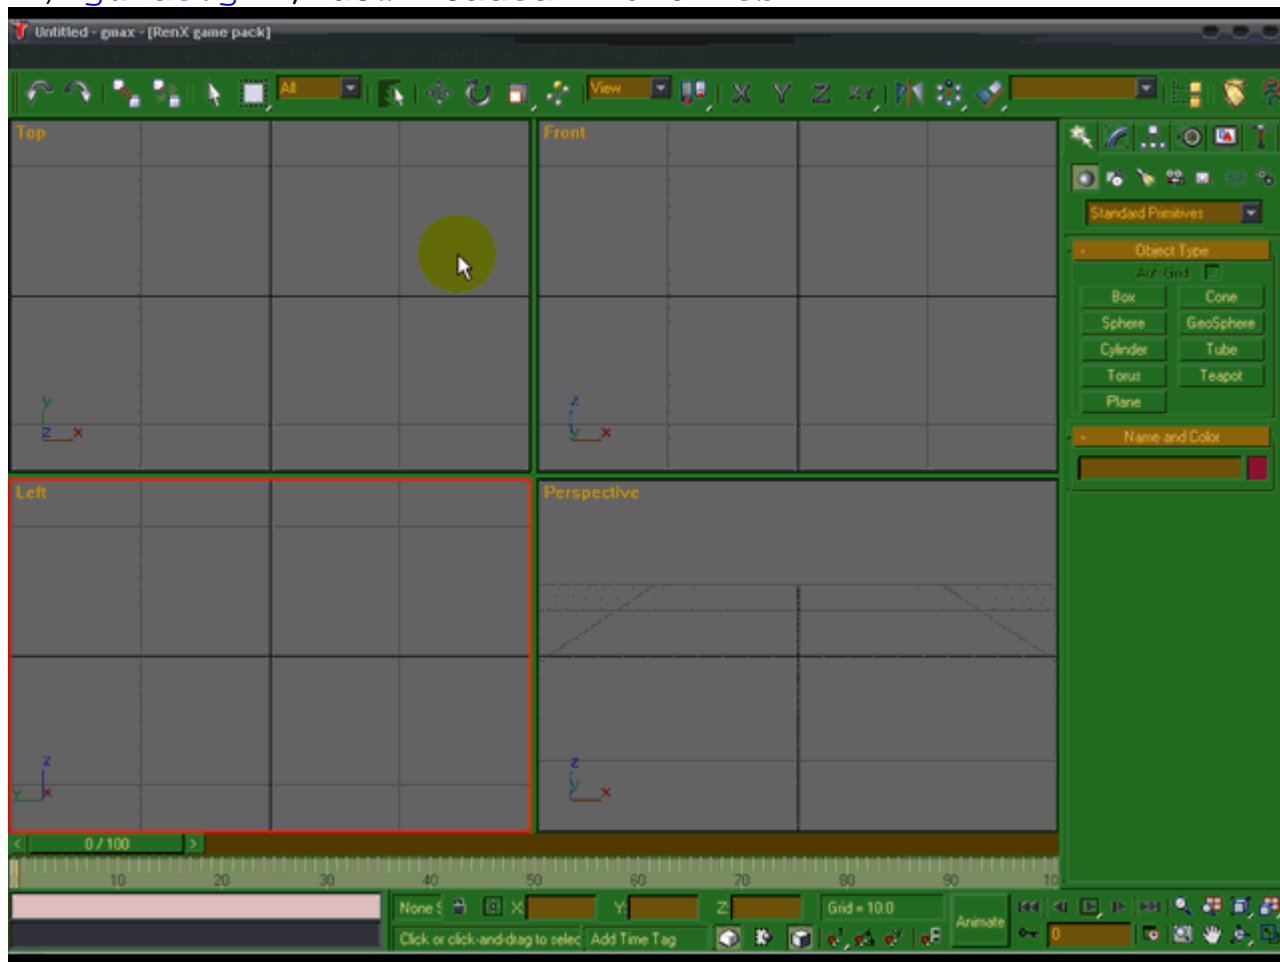 Untitled - gmax - [RenX game pack]
All View X Y Z XY
Top Front
Standard Primitives
Object Type
AutoGrid
Box Cone
Sphere GeoSphere
Cylinder Tube
Torus Teapot
Plane
Name and Color
y z x
z y x
Left Perspective
z y x
z y x
< 0 / 100 >
10 20 30 40 50 60 70 80 90 10
None S X: Y: Z: Grid = 10.0
Animate
Click or click-and-drag to selec Add Time Tag 0